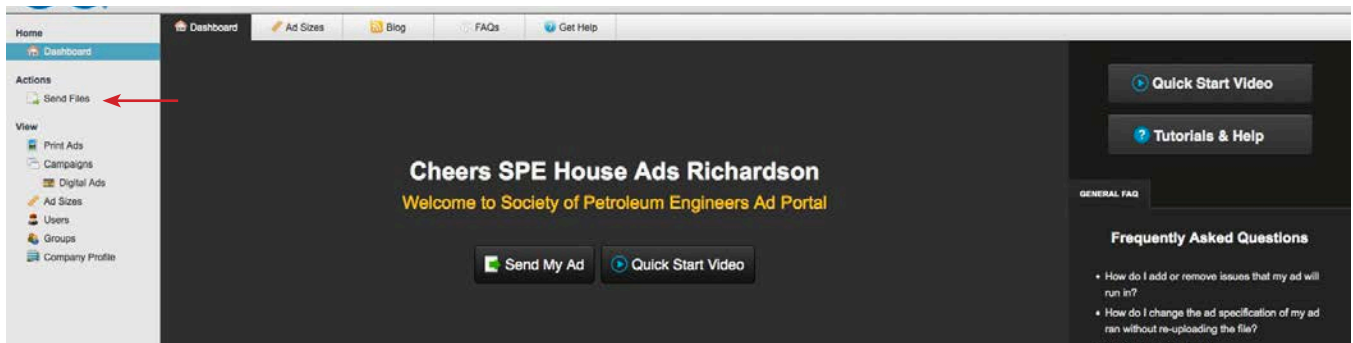 Home
Dashboard
Actions
Send Files
View
Print Ads
Campaigns
Digital Ads
Ad Sizes
Users
Groups
Company Profile
Dashboard
Ad Sizes
Blog
FAQs
Get Help
Cheers SPE House Ads Richardson
Welcome to Society of Petroleum Engineers Ad Portal
Send My Ad
Quick Start Video
Quick Start Video
Tutorials & Help
GENERAL FAQ
Frequently Asked Questions
• How do I add or remove issues that my ad will
run in?
• How do I change the ad specification of my ad
ran without re-uploading the file?